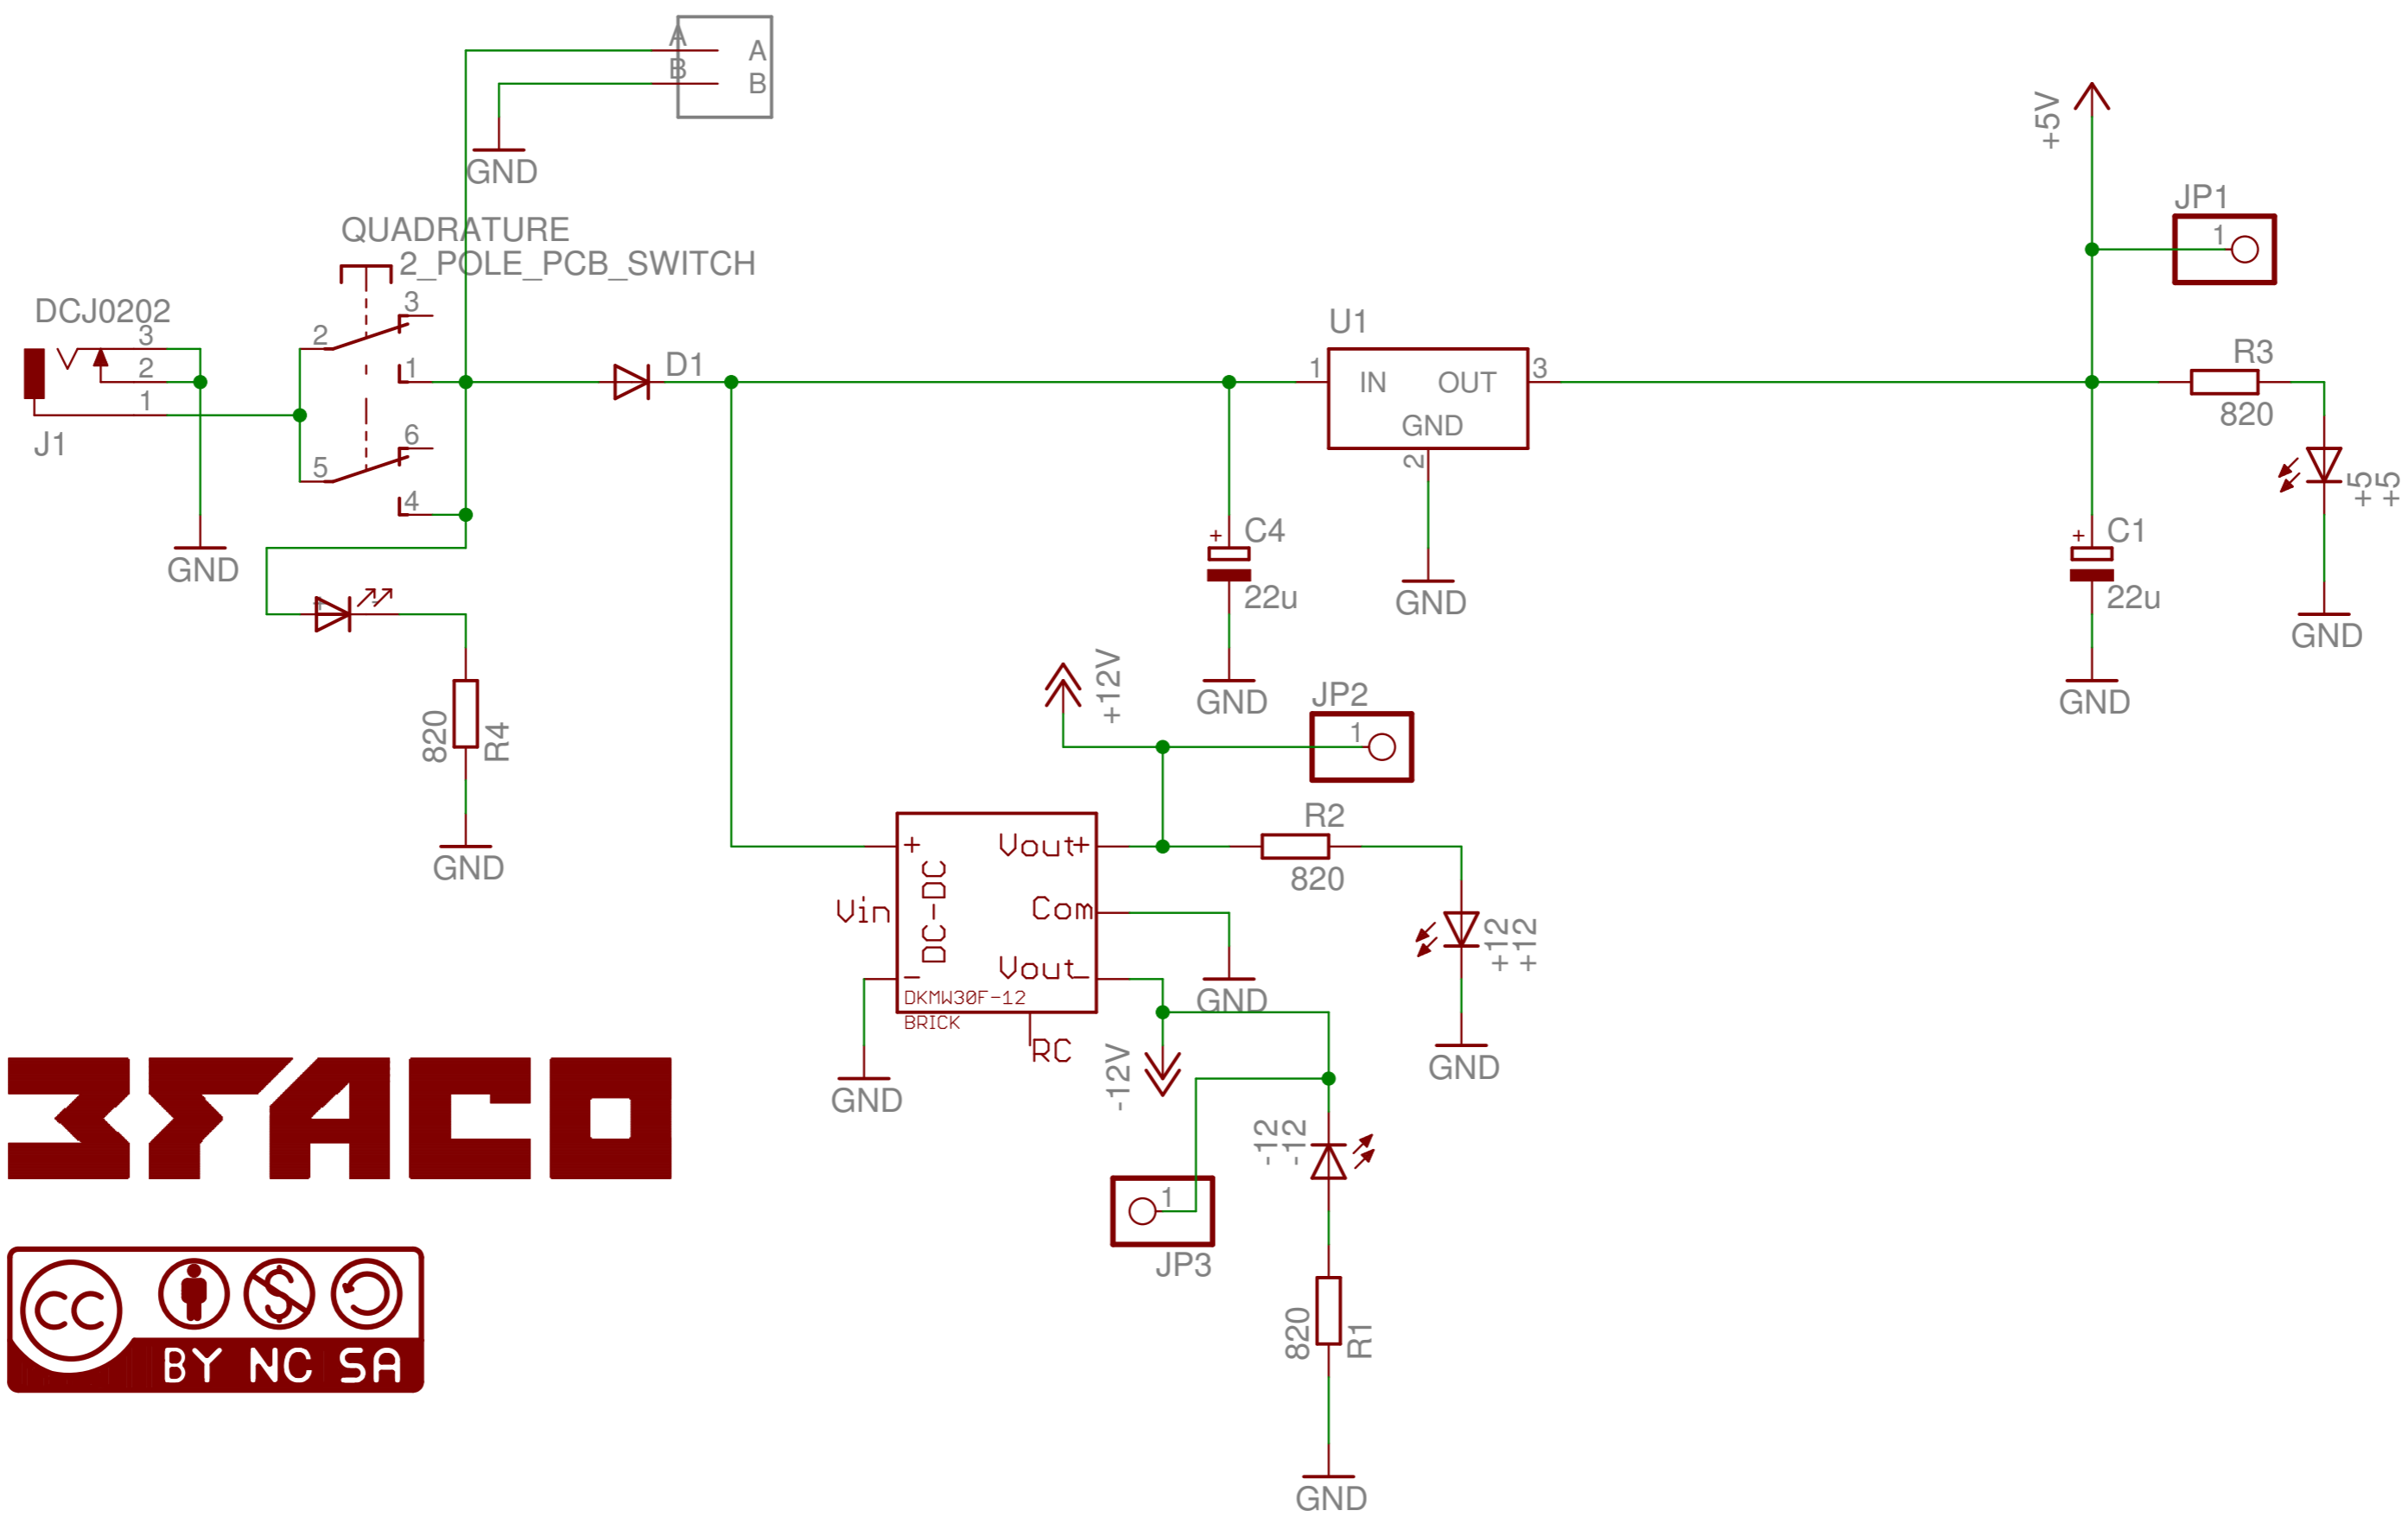 A
B
A
B
GND
QUADRATURE
2_POLE_PCB_SWITCH
DCJ0202
3
2
1
J1
GND
2
3
1
5
6
4
D1
820
R4
GND
U1
1
IN
OUT
GND
2
3
GND
+
C4
22u
GND
+5V
JP1
1
R3
820
+5
+5
GND
+
C1
22u
GND
+12V
JP2
1
R2
820
+12
+12
GND
+
Vout+
DC-DC
Vin
Com
-
Vout-
DKMW30F-12
BRICK
RC
GND
GND
-12V
-12
-12
1
JP3
820
R1
GND
CC
BY NC SA